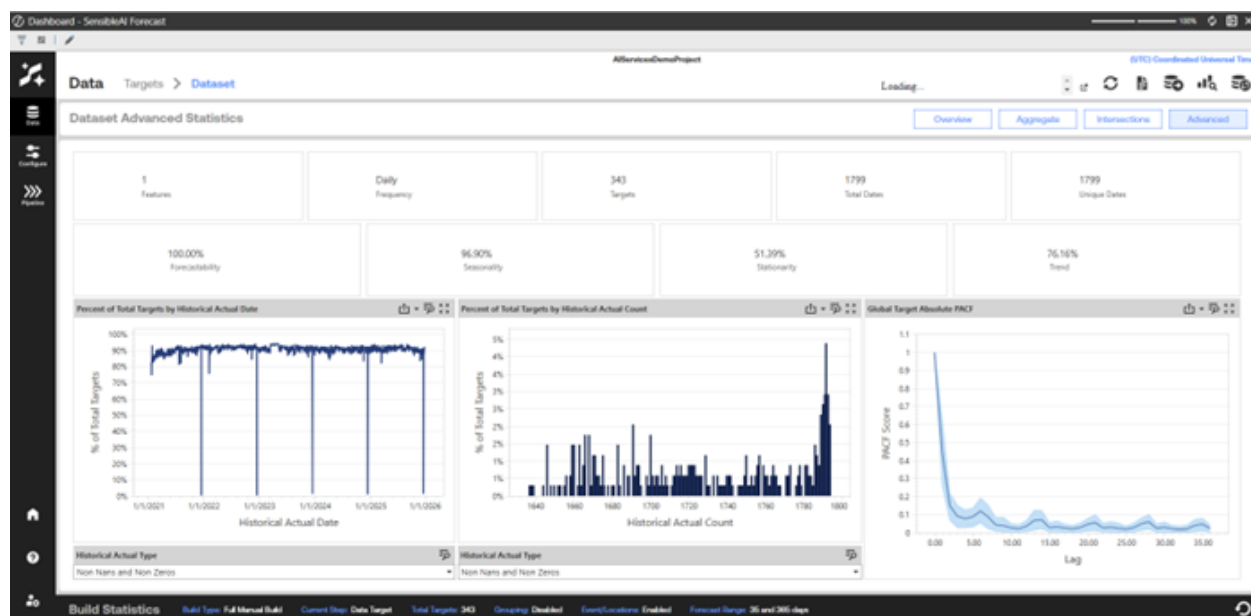 Dashboard - SensibleAI Forecast
100%
AIServicesDemoProject
(UTC) Coordinated Universal Time
Data Targets > Dataset
Loading...
Dataset Advanced Statistics
Overview Aggregate Intersections Advanced
Data
Configure
Pipeline
1
Features
Daily
Frequency
343
Targets
1799
Total Dates
1799
Unique Dates
100.00%
Forecastability
96.90%
Seasonality
51.39%
Stationarity
76.16%
Trend
Percent of Total Targets by Historical Actual Date
% of Total Targets
100%
90%
80%
70%
60%
50%
40%
30%
20%
10%
0%
1/1/2021 1/1/2022 1/1/2023 1/1/2024 1/1/2025 1/1/2026
Historical Actual Date
Percent of Total Targets by Historical Actual Count
% of Total Targets
5%
4%
4%
3%
3%
2%
2%
1%
1%
0%
1640 1660 1680 1700 1720 1740 1760 1780 1800
Historical Actual Count
Global Target Absolute PACF
PACF Score
1.1
1
0.9
0.8
0.7
0.6
0.5
0.4
0.3
0.2
0.1
0
0.00 5.00 10.00 15.00 20.00 25.00 30.00 35.00
Lag
Historical Actual Type
Non Nans and Non Zeros
Historical Actual Type
Non Nans and Non Zeros
Build Statistics Build Type: Full Manual Build Current Step: Data Target Total Targets: 343 Grouping: Disabled Event/Locations: Enabled Forecast Range: 35 and 365 days